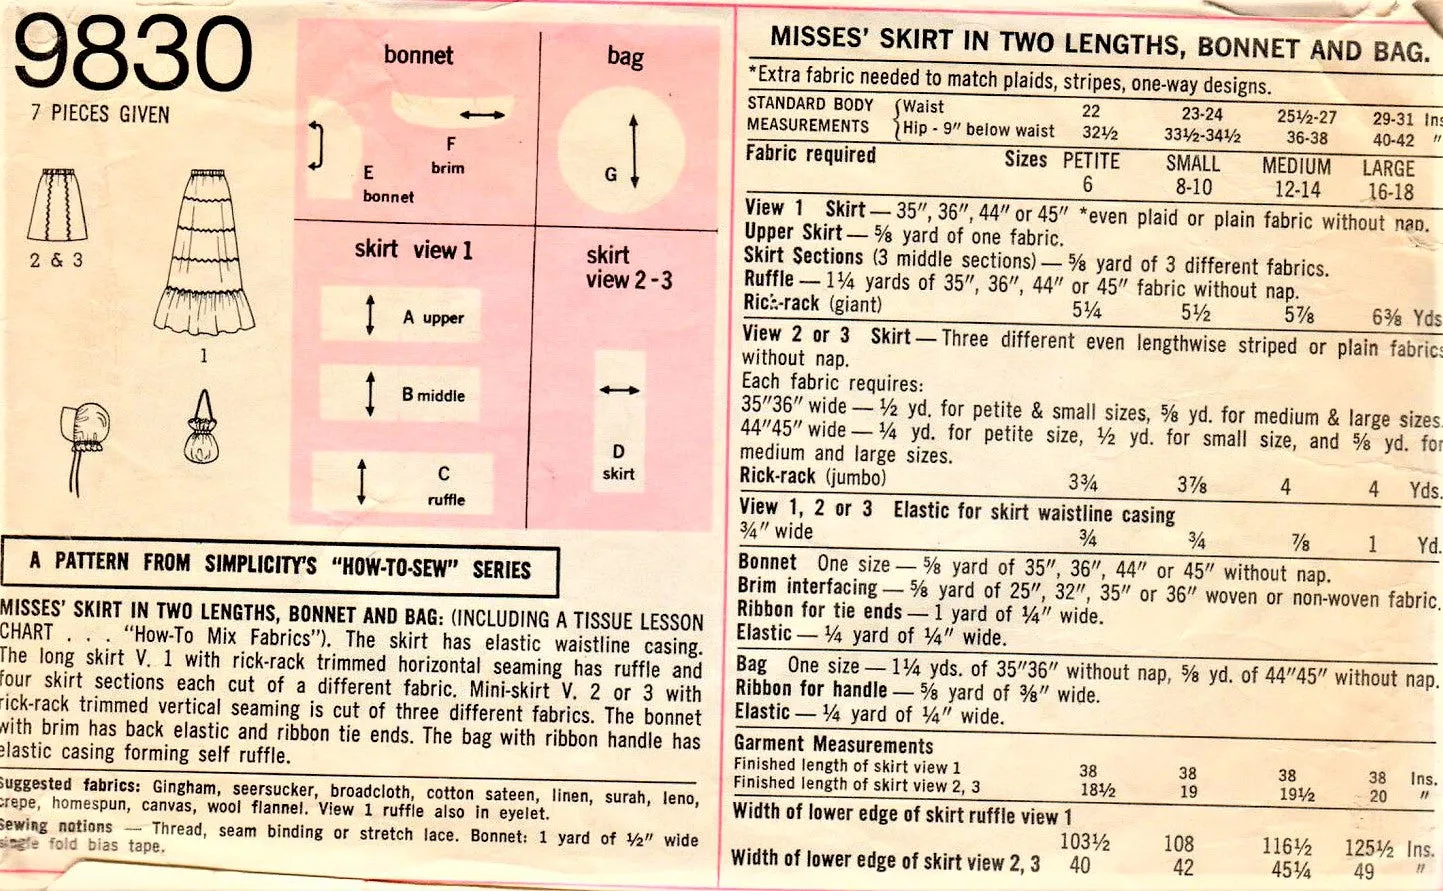 9830
7 PIECES GIVEN
2 & 3
1
bonnet
bag
F
brim
E
bonnet
G
skirt view 1
skirt
view 2-3
A upper
B middle
C
ruffle
D
skirt
A PATTERN FROM SIMPLICITY'S "HOW-TO-SEW" SERIES
MISSES' SKIRT IN TWO LENGTHS, BONNET AND BAG: (INCLUDING A TISSUE LESSON
CHART . . . "How-To Mix Fabrics"). The skirt has elastic waistline casing.
The long skirt V. 1 with rick-rack trimmed horizontal seaming has ruffle and
four skirt sections each cut of a different fabric. Mini-skirt V. 2 or 3 with
rick-rack trimmed vertical seaming is cut of three different fabrics. The bonnet
with brim has back elastic and ribbon tie ends. The bag with ribbon handle has
elastic casing forming self ruffle.
Suggested fabrics: Gingham, seersucker, broadcloth, cotton sateen, linen, surah, leno,
crepe, homespun, canvas, wool flannel. View 1 ruffle also in eyelet.
Sewing notions — Thread, seam binding or stretch lace. Bonnet: 1 yard of ½" wide
single fold bias tape.
MISSES' SKIRT IN TWO LENGTHS, BONNET AND BAG.
*Extra fabric needed to match plaids, stripes, one-way designs.
STANDARD BODY { Waist 22 23-24 25½-27 29-31 Ins
MEASUREMENTS { Hip - 9" below waist 32½ 33½-34½ 36-38 40-42 "
Fabric required Sizes PETITE SMALL MEDIUM LARGE
6 8-10 12-14 16-18
View 1 Skirt — 35", 36", 44" or 45" *even plaid or plain fabric without nap.
Upper Skirt — ⅝ yard of one fabric.
Skirt Sections (3 middle sections) — ⅝ yard of 3 different fabrics.
Ruffle — 1¼ yards of 35", 36", 44" or 45" fabric without nap.
Rick-rack (giant) 5¼ 5½ 5⅞ 6⅜ Yds
View 2 or 3 Skirt — Three different even lengthwise striped or plain fabrics
without nap.
Each fabric requires:
35"36" wide — ½ yd. for petite & small sizes, ⅝ yd. for medium & large sizes.
44"45" wide — ¼ yd. for petite size, ½ yd. for small size, and ⅝ yd. for
medium and large sizes.
Rick-rack (jumbo) 3¾ 3⅞ 4 4 Yds.
View 1, 2 or 3 Elastic for skirt waistline casing
¾" wide ¾ ¾ ⅞ 1 Yd.
Bonnet One size — ⅝ yard of 35", 36", 44" or 45" without nap.
Brim interfacing — ⅝ yard of 25", 32", 35" or 36" woven or non-woven fabric.
Ribbon for tie ends — 1 yard of ¼" wide.
Elastic — ¼ yard of ¼" wide.
Bag One size — 1¼ yds. of 35"36" without nap, ⅝ yd. of 44"45" without nap.
Ribbon for handle — ⅝ yard of ⅜" wide.
Elastic — ¼ yard of ¼" wide.
Garment Measurements
Finished length of skirt view 1 38 38 38 38 Ins.
Finished length of skirt view 2, 3 18½ 19 19½ 20 "
Width of lower edge of skirt ruffle view 1
103½ 108 116½ 125½ Ins.
Width of lower edge of skirt view 2, 3 40 42 45¼ 49 "